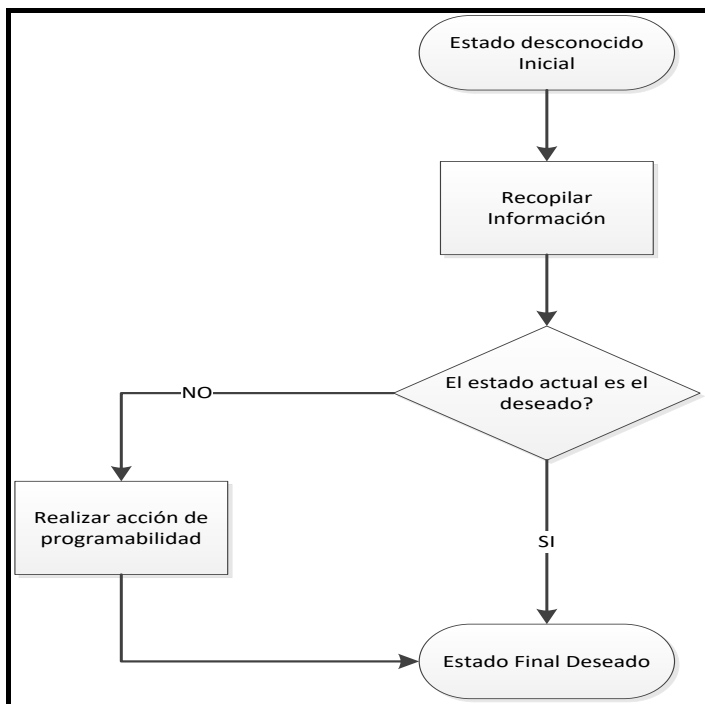 Estado desconocido
Inicial
Recopilar
Información
El estado actual es el
deseado?
NO
Realizar acción de
programabilidad
SI
Estado Final Deseado